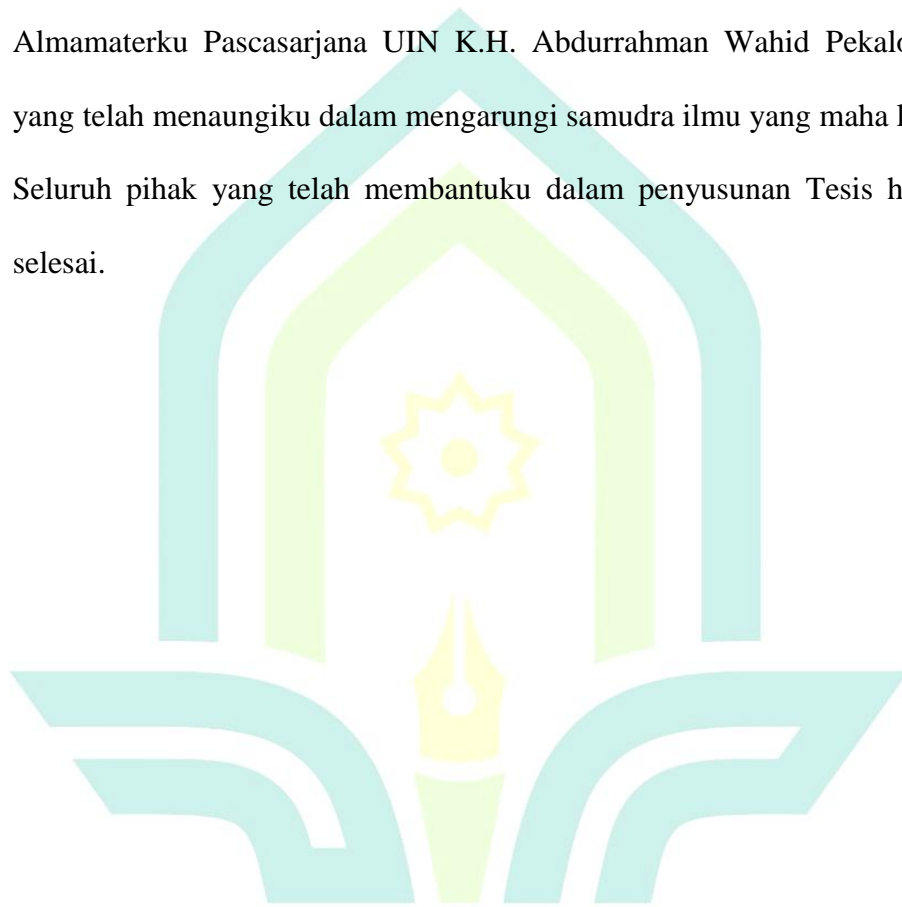 Almamaterku Pascasarjana UIN K.H. Abdurrahman Wahid
yang telah menaungiku dalam mengarungi samudra ilmu yang maha
Seluruh pihak yang telah membantuku dalam penyusunan Tesis
selesai.